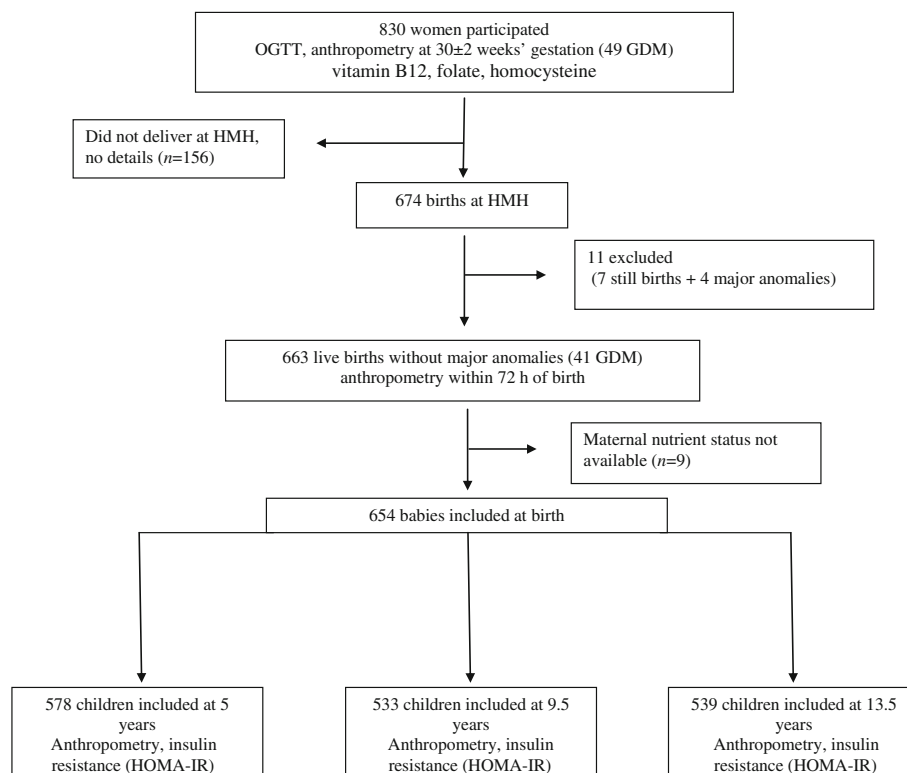 830 women participated
OGTT, anthropometry at 30±2 weeks’ gestation (49 GDM)
vitamin B12, folate, homocysteine
Did not deliver at HMH,
no details (n=156)
674 births at HMH
11 excluded
(7 still births + 4 major anomalies)
663 live births without major anomalies (41 GDM)
anthropometry within 72 h of birth
Maternal nutrient status not
available (n=9)
654 babies included at birth
578 children included at 5
years
Anthropometry, insulin
resistance (HOMA-IR)
533 children included at 9.5
years
Anthropometry, insulin
resistance (HOMA-IR)
539 children included at 13.5
years
Anthropometry, insulin
resistance (HOMA-IR)